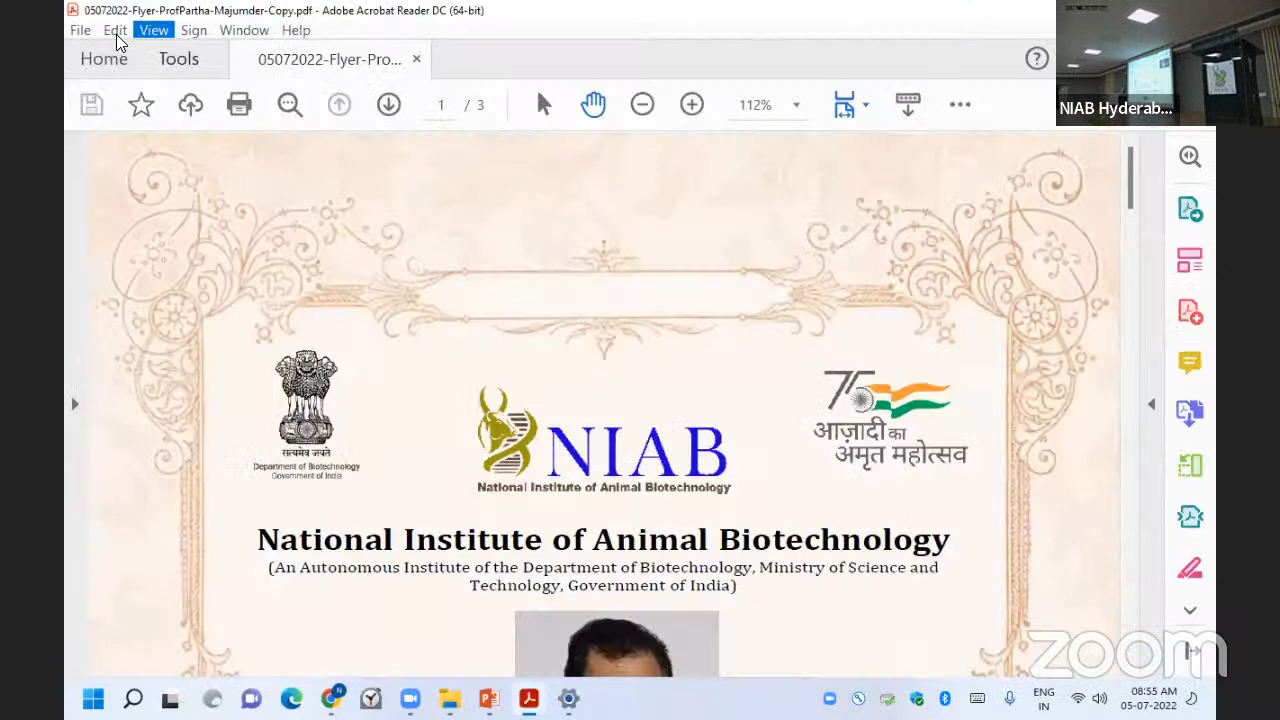 05072022-Flyer-ProfPartha-Majumder-Copy.pdf - Adobe Acrobat Reader DC (64-bit)
File Edit View Sign Window Help
Home Tools 05072022-Flyer-Pro... ×
1 / 3 112%
NIAB Hyderab...
सत्यमेव जयते
Department of Biotechnology
Government of India
NIAB
National Institute of Animal Biotechnology
75
आज़ादी का
अमृत महोत्सव
National Institute of Animal Biotechnology
(An Autonomous Institute of the Department of Biotechnology, Ministry of Science and
Technology, Government of India)
zoom
ENG
IN
08:55 AM
05-07-2022